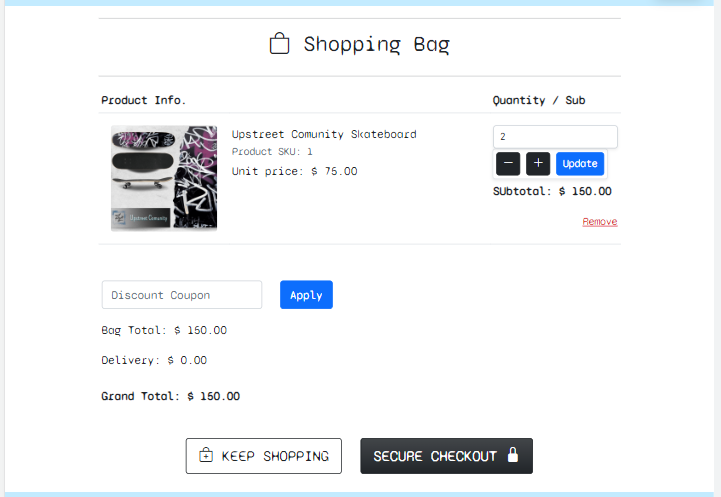 Shopping Bag
Product Info.
Quantity / Sub
Upstreet Comunity Skateboard
Product SKU: 1
Unit price: $ 75.00
2
− + Update
SUbtotal: $ 150.00
Remove
Upstreet Comunity
Discount Coupon
Apply
Bag Total: $ 150.00
Delivery: $ 0.00
Grand Total: $ 150.00
KEEP SHOPPING
SECURE CHECKOUT